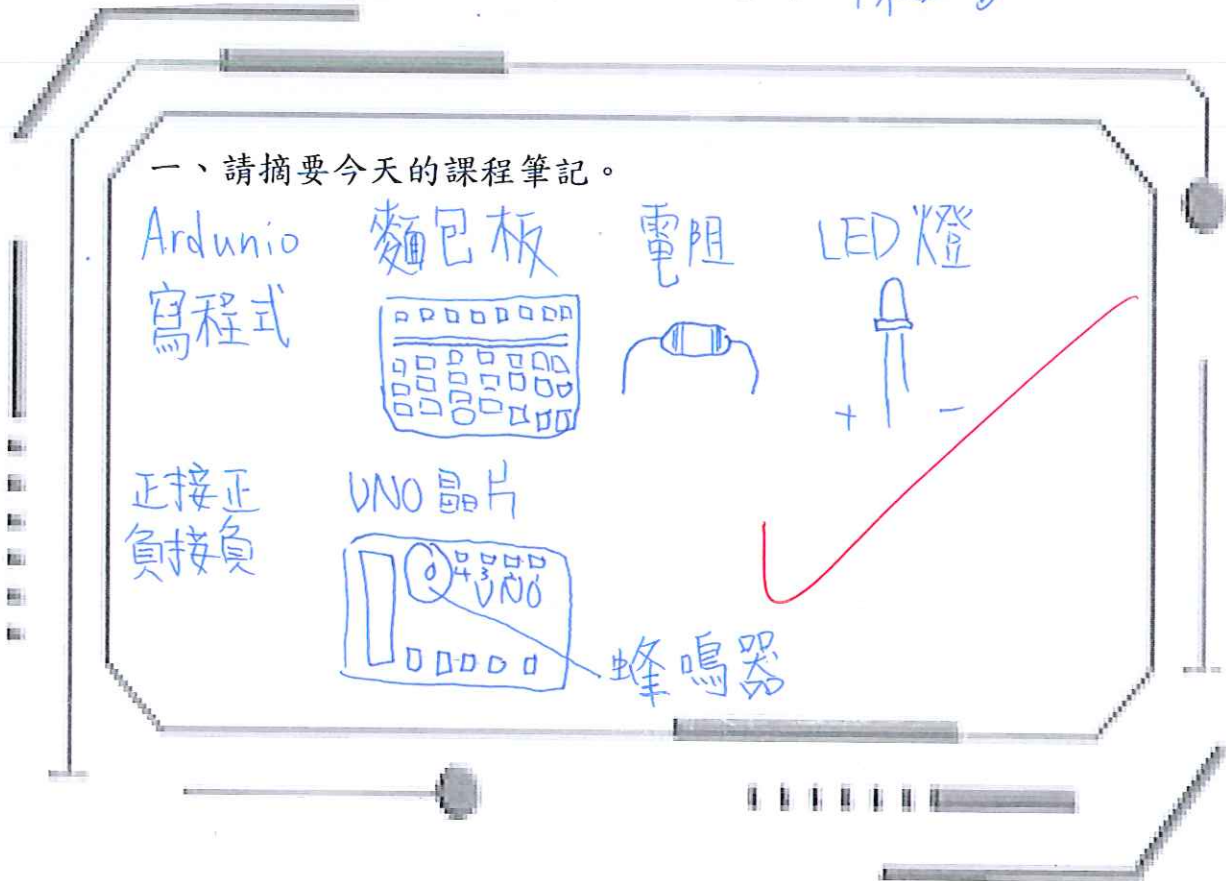 一、請摘要今天的課程筆記。
Ardunio 麵包板 電阻 LED燈
寫程式
+ -
正接正 UNO晶片
負接負
4 3 UNO
蜂鳴器